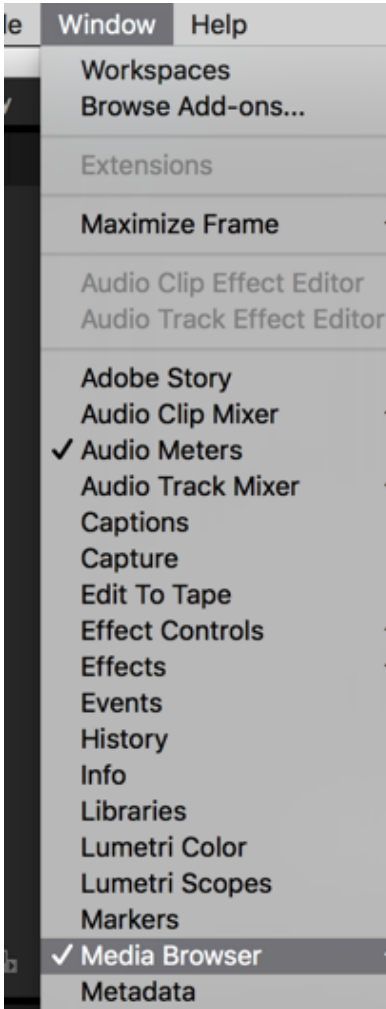 le Window Help
Workspaces
Browse Add-ons...
Extensions
Maximize Frame
Audio Clip Effect Editor
Audio Track Effect Editor
Adobe Story
Audio Clip Mixer
✓ Audio Meters
Audio Track Mixer
Captions
Capture
Edit To Tape
Effect Controls
Effects
Events
History
Info
Libraries
Lumetri Color
Lumetri Scopes
Markers
✓ Media Browser
Metadata